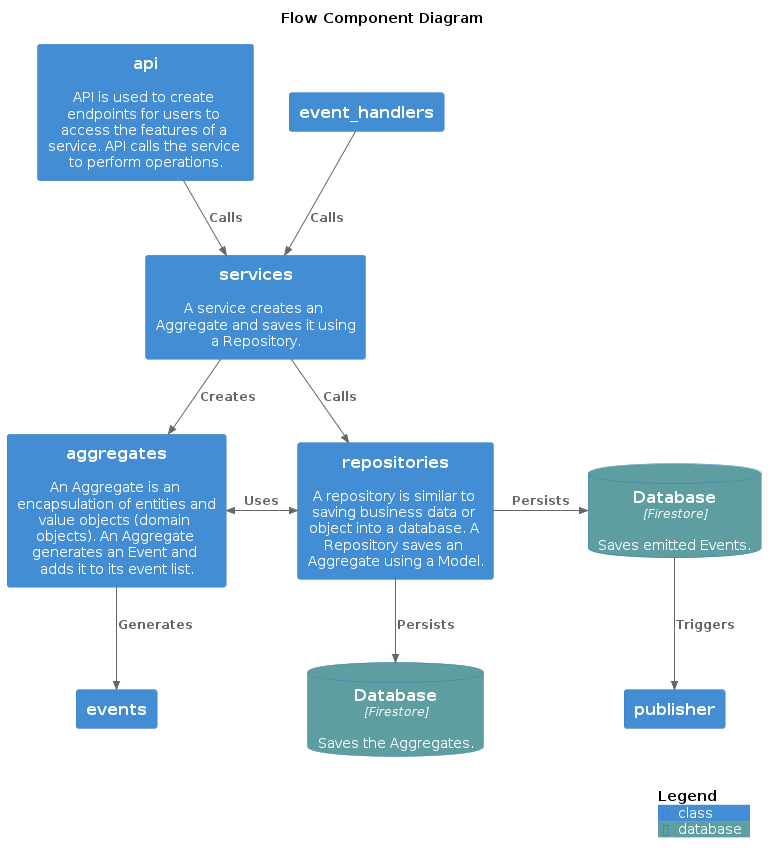 Flow Component Diagram
api
API is used to create
endpoints for users to
access the features of a
service. API calls the service
to perform operations.
event_handlers
Calls
Calls
services
A service creates an
Aggregate and saves it using
a Repository.
Creates
Calls
aggregates
An Aggregate is an
encapsulation of entities and
value objects (domain
objects). An Aggregate
generates an Event and
adds it to its event list.
Uses
repositories
A repository is similar to
saving business data or
object into a database. A
Repository saves an
Aggregate using a Model.
Persists
Database
[Firestore]
Saves emitted Events.
Generates
Persists
Triggers
events
Database
[Firestore]
Saves the Aggregates.
publisher
Legend
class
database